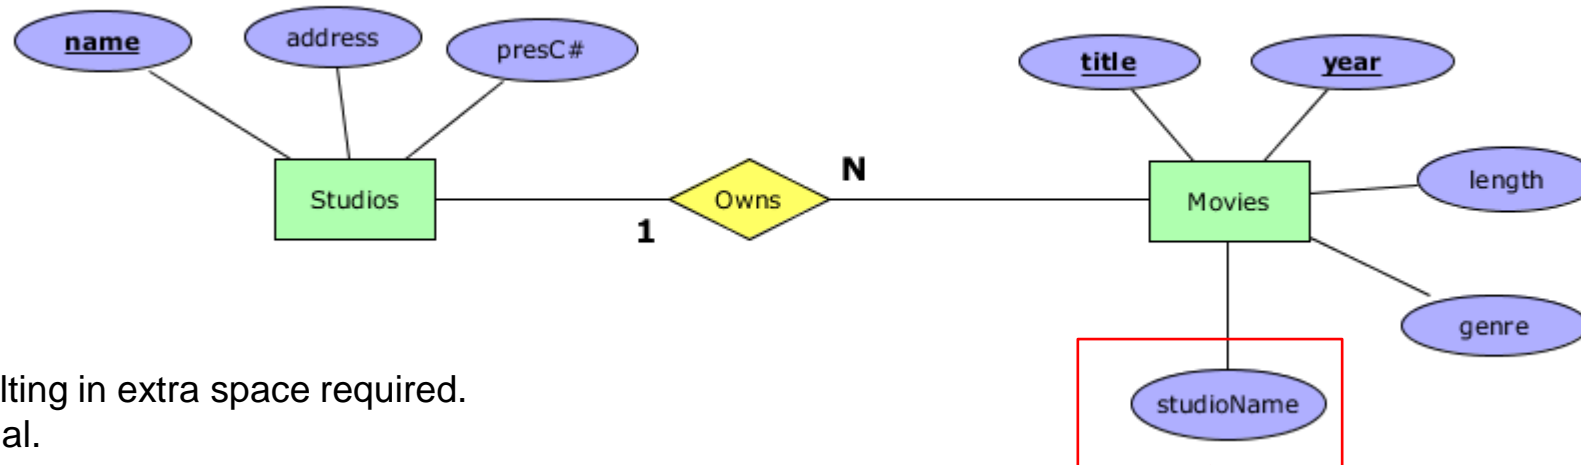 name
address
presC#
title
year
Studios
1
Owns
N
Movies
length
genre
studioName
lting in extra space required.
al.